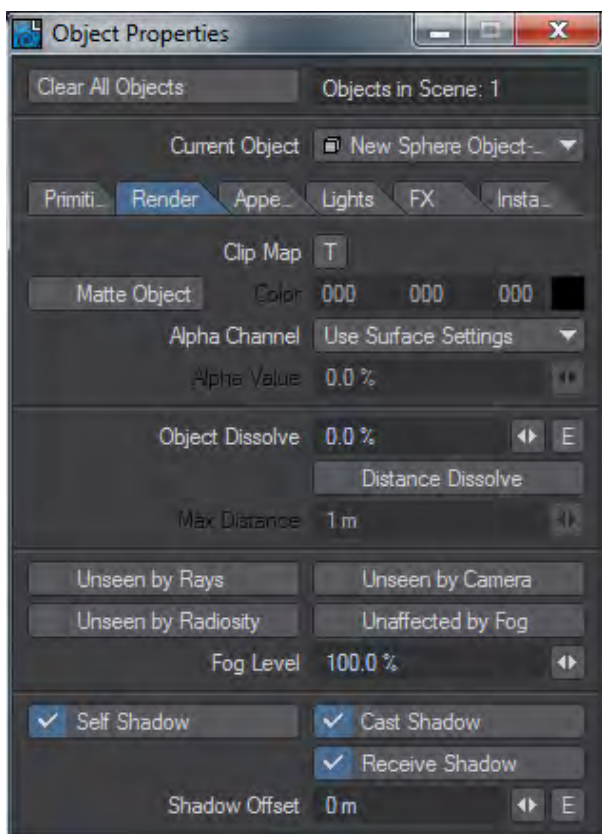 Object Properties
Clear All Objects Objects in Scene: 1
Current Object New Sphere Object-..
Primiti.. Render Appe.. Lights FX Insta..
Clip Map T
Matte Object Color 000 000 000
Alpha Channel Use Surface Settings
Alpha Value 0.0 %
Object Dissolve 0.0 % E
Distance Dissolve
Max Distance 1 m
Unseen by Rays Unseen by Camera
Unseen by Radiosity Unaffected by Fog
Fog Level 100.0 %
Self Shadow Cast Shadow
Receive Shadow
Shadow Offset 0 m E